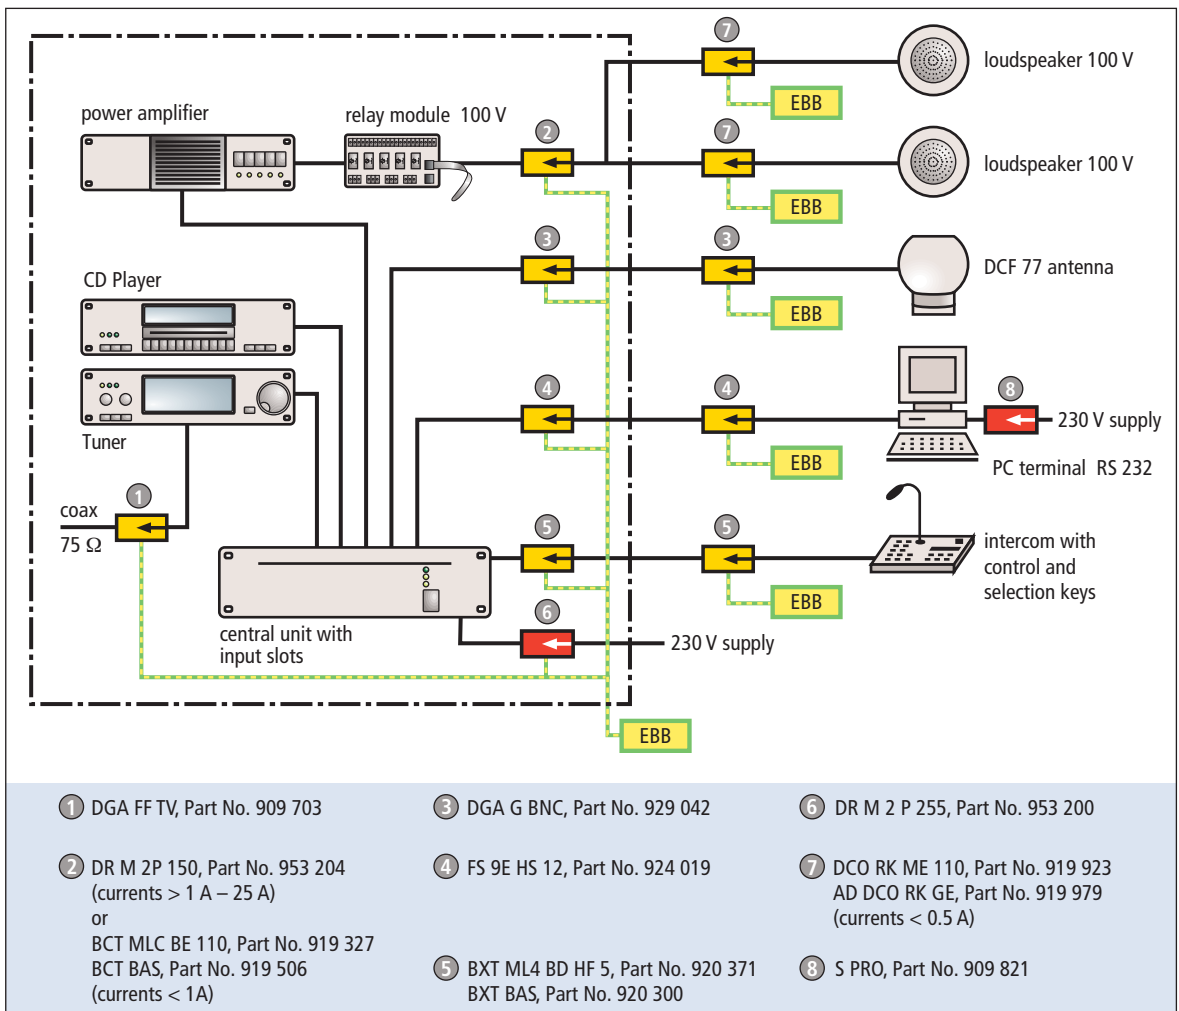 7
loudspeaker 100 V
EBB
power amplifier
relay module 100 V
2
7
loudspeaker 100 V
EBB
3
3
DCF 77 antenna
CD Player
EBB
4
4
8
230 V supply
Tuner
EBB
PC terminal RS 232
1
coax
75 Ω
5
5
intercom with
control and
selection keys
EBB
6
central unit with
input slots
230 V supply
EBB
1 DGA FF TV, Part No. 909 703
2 DR M 2P 150, Part No. 953 204
(currents > 1 A – 25 A)
or
BCT MLC BE 110, Part No. 919 327
BCT BAS, Part No. 919 506
(currents < 1A)
3 DGA G BNC, Part No. 929 042
4 FS 9E HS 12, Part No. 924 019
5 BXT ML4 BD HF 5, Part No. 920 371
BXT BAS, Part No. 920 300
6 DR M 2 P 255, Part No. 953 200
7 DCO RK ME 110, Part No. 919 923
AD DCO RK GE, Part No. 919 979
(currents < 0.5 A)
8 S PRO, Part No. 909 821